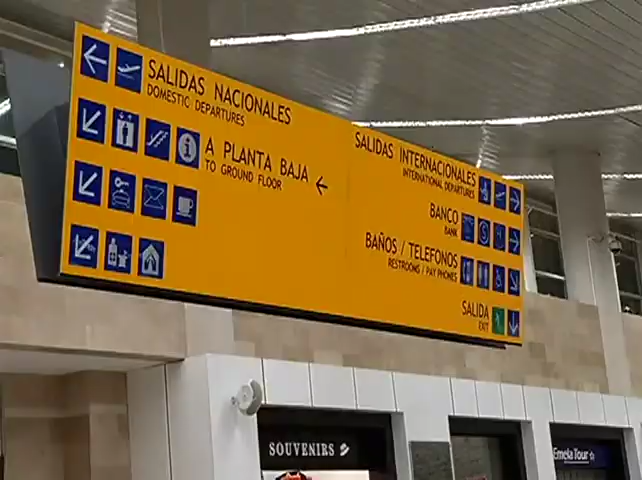 SALIDAS NACIONALES
DOMESTIC DEPARTURES
A PLANTA BAJA
TO GROUND FLOOR
SALIDAS INTERNACIONALES
INTERNATIONAL DEPARTURES
BANCO
BANK
BAÑOS / TELEFONOS
RESTROOMS / PAY PHONES
SALIDA
EXIT
SOUVENIRS
Emela Tour